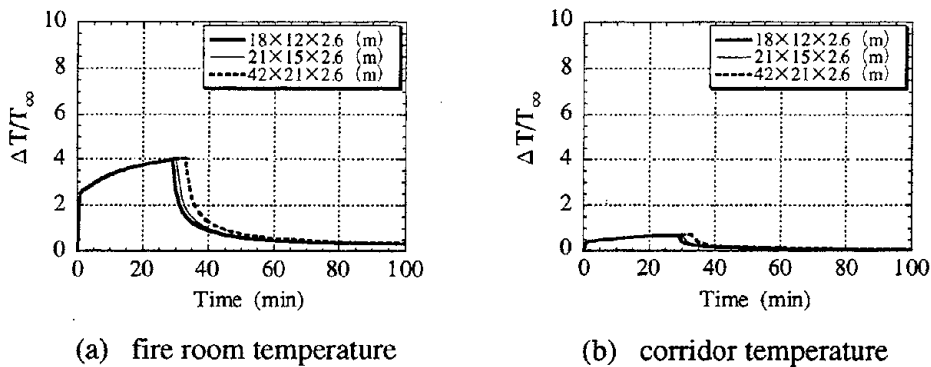 10
8
6
4
2
0
ΔT/T∞
18×12×2.6 (m)
21×15×2.6 (m)
42×21×2.6 (m)
0 20 40 60 80 100
Time (min)
(a) fire room temperature
10
8
6
4
2
0
ΔT/T∞
18×12×2.6 (m)
21×15×2.6 (m)
42×21×2.6 (m)
0 20 40 60 80 100
Time (min)
(b) corridor temperature